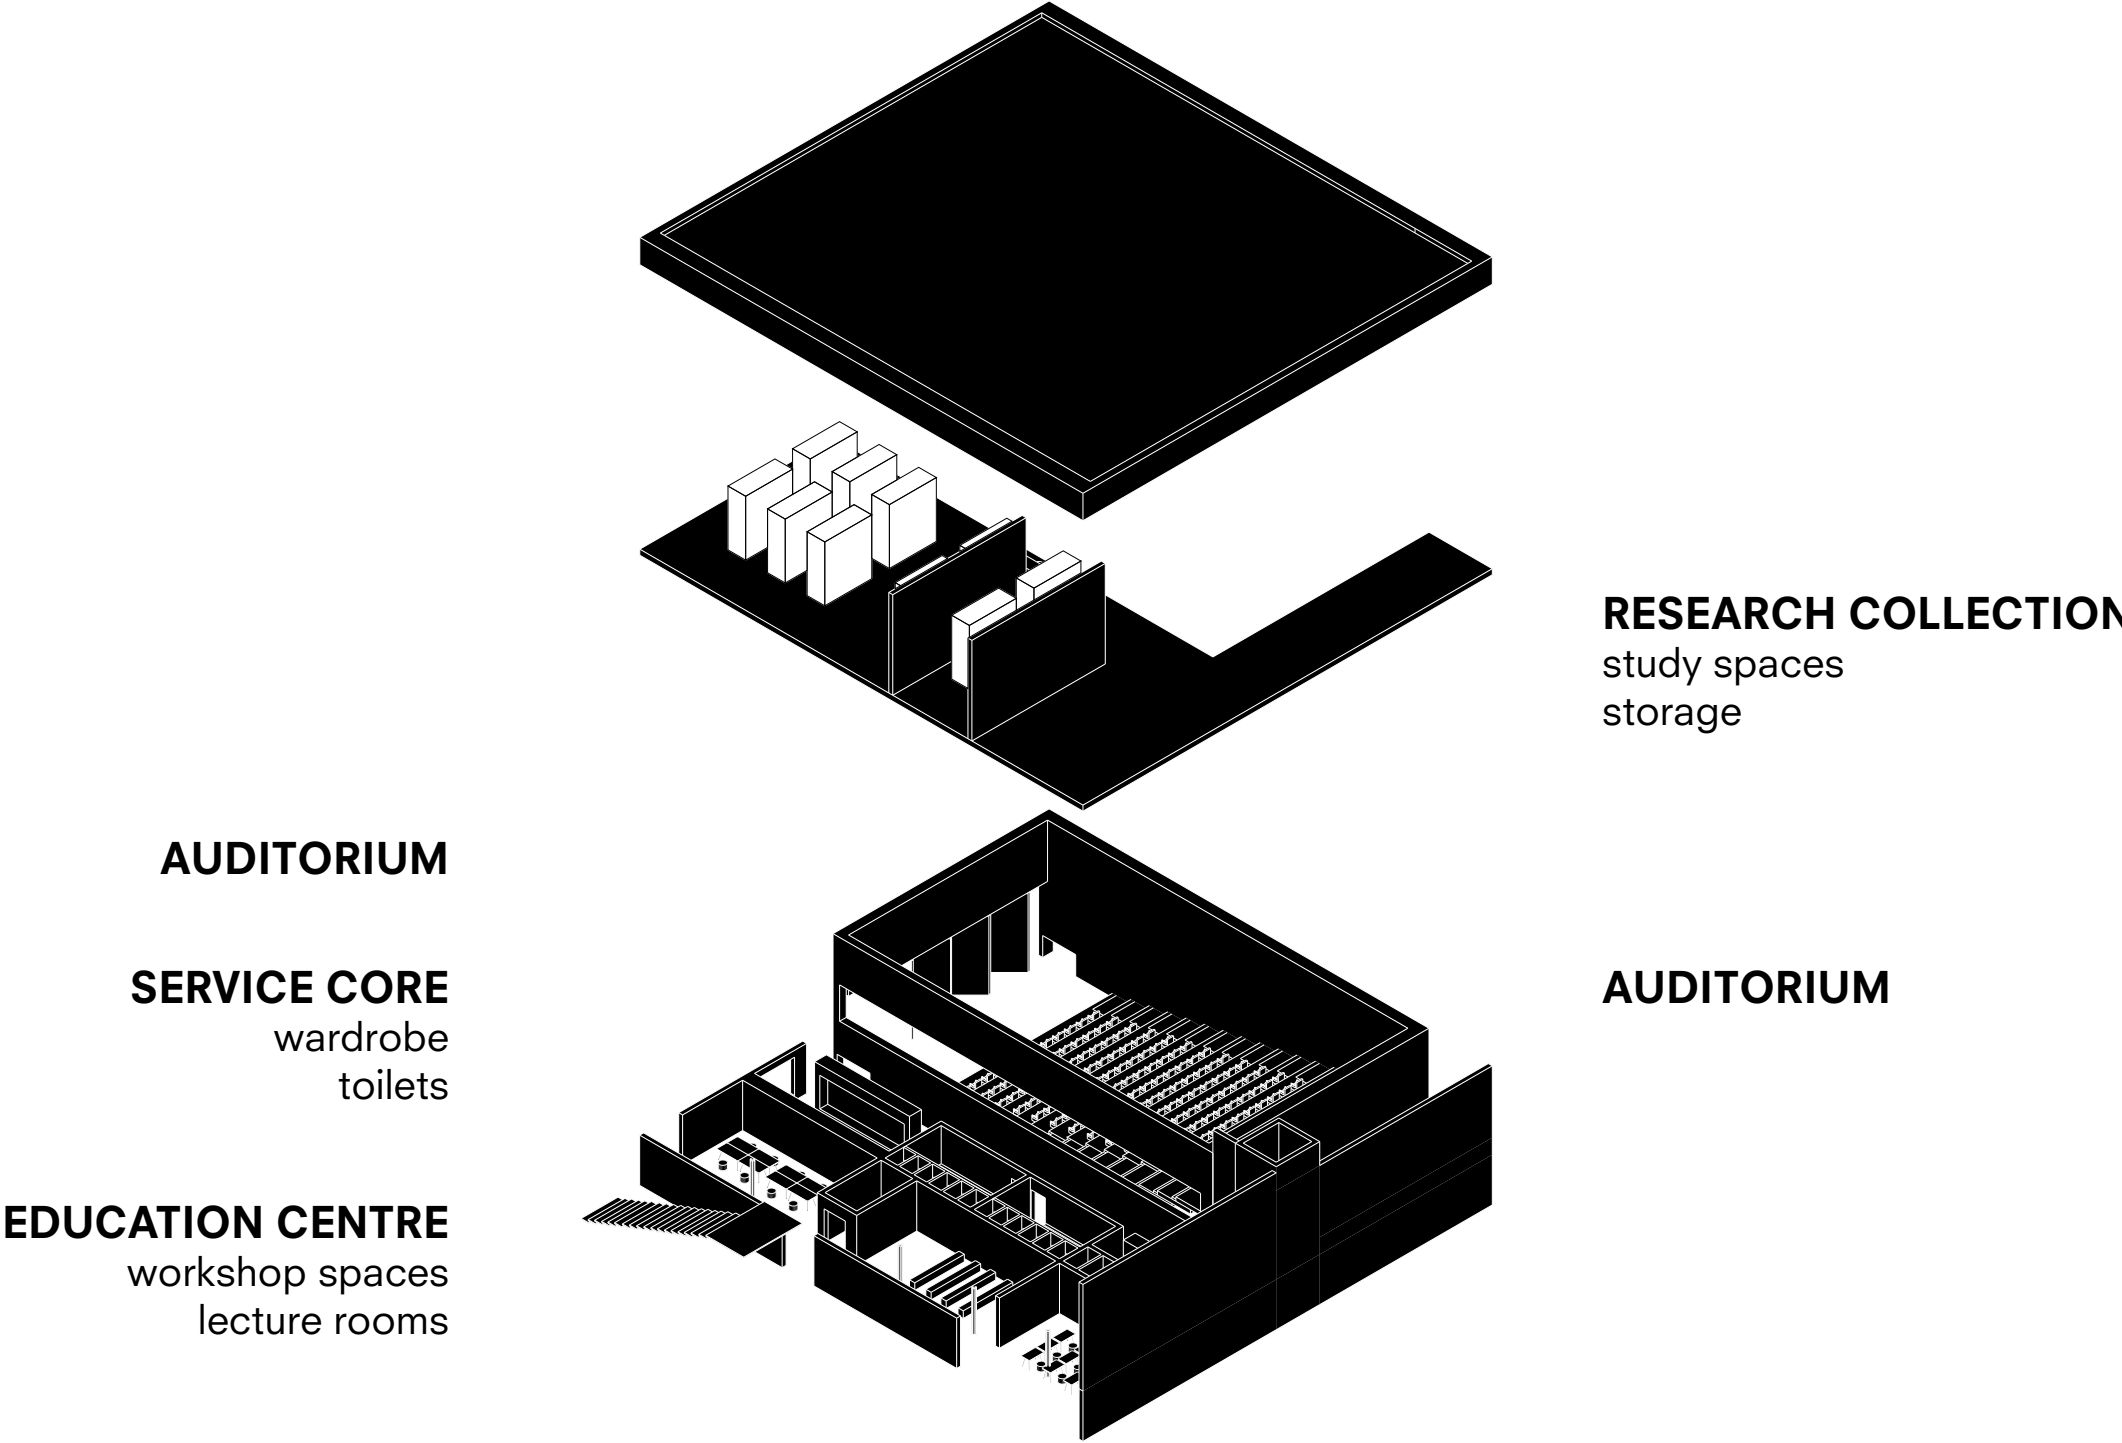 RESEARCH COLLECTION
study spaces
storage
AUDITORIUM
SERVICE CORE
wardrobe
toilets
EDUCATION CENTRE
workshop spaces
lecture rooms
AUDITORIUM